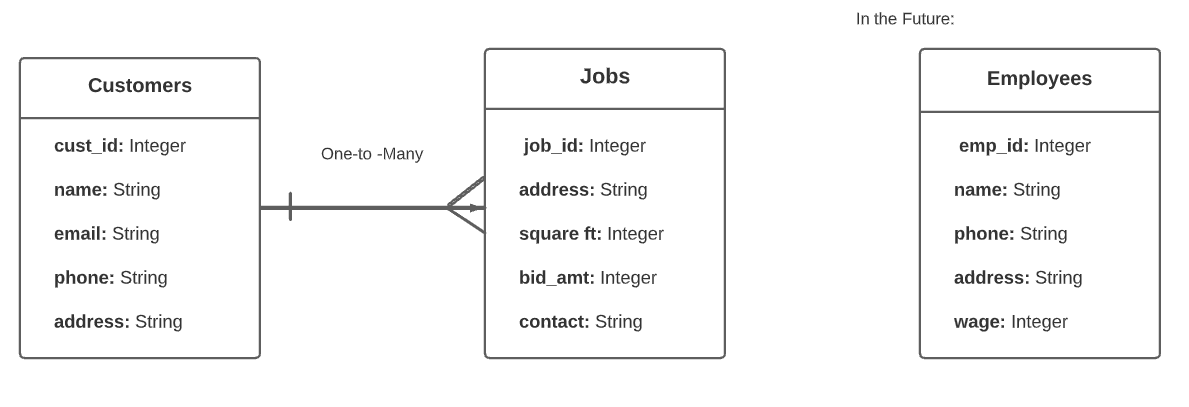 In the Future:
Customers
cust_id: Integer
name: String
email: String
phone: String
address: String
One-to -Many
Jobs
job_id: Integer
address: String
square ft: Integer
bid_amt: Integer
contact: String
Employees
emp_id: Integer
name: String
phone: String
address: String
wage: Integer